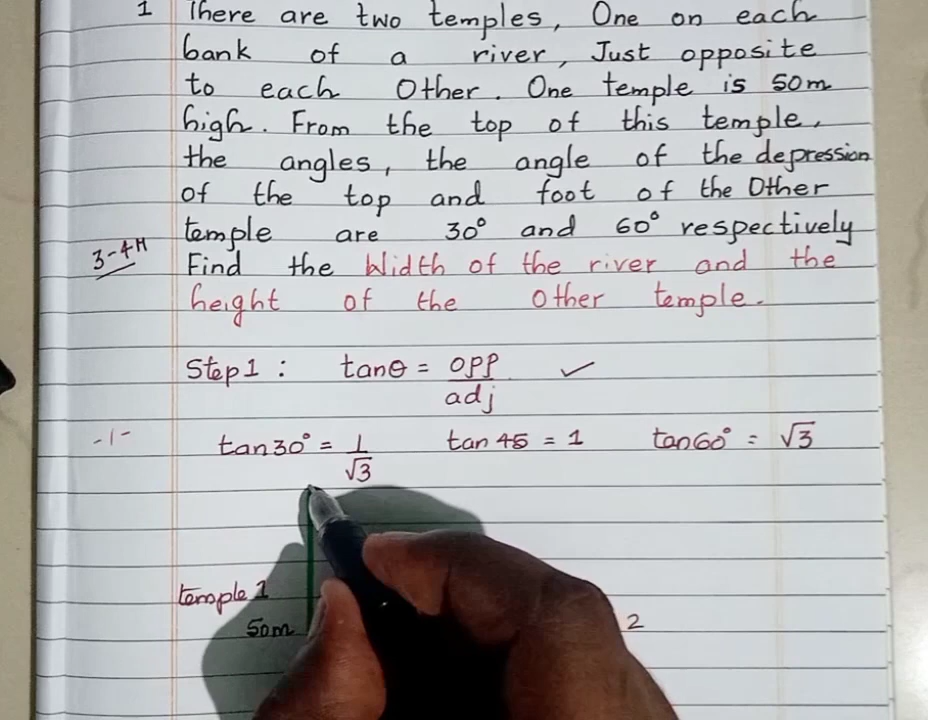 1 There are two temples, One on each
bank of a river, Just opposite
to each Other. One temple is 50m
high. From the top of this temple,
the angles, the angle of the depression
of the top and foot of the Other
temple are 30° and 60° respectively
3-4M Find the Width of the river and the
height of the Other temple.
Step1 : tanθ = opp/adj ✓
-1- tan30° = 1/√3 tan 45 = 1 tan60° = √3
temple 1
50m 2